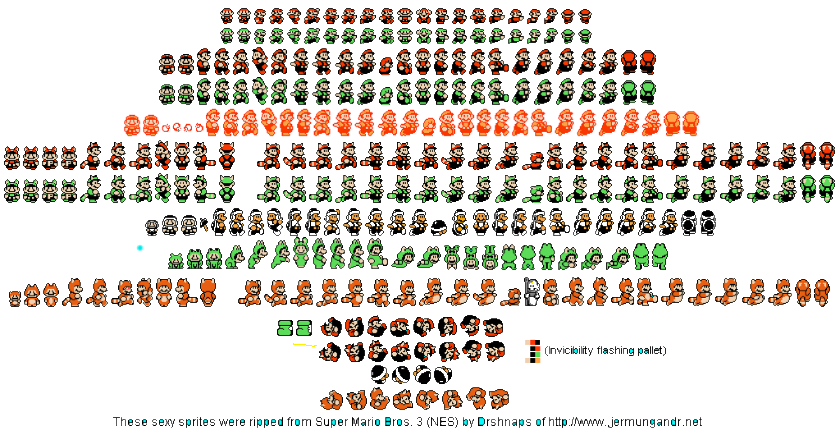 (Invicibility flashing pallet)
These sexy sprites were ripped from Super Mario Bros. 3 (NES) by Drshnaps of http://www.jermungandr.net